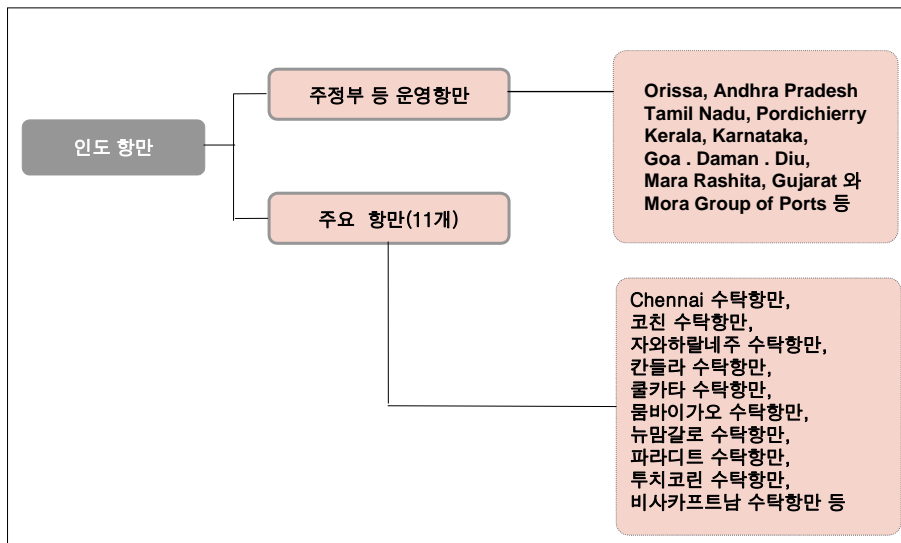 인도 항만
주정부 등 운영항만
Orissa, Andhra Pradesh
Tamil Nadu, Pordichierry
Kerala, Karnataka,
Goa . Daman . Diu,
Mara Rashita, Gujarat 와
Mora Group of Ports 등
주요 항만(11개)
Chennai 수탁항만,
코친 수탁항만,
자와하랄네주 수탁항만,
칸들라 수탁항만,
쿨카타 수탁항만,
뭄바이가오 수탁항만,
뉴맘갈로 수탁항만,
파라디트 수탁항만,
투치코린 수탁항만,
비사카프트남 수탁항만 등